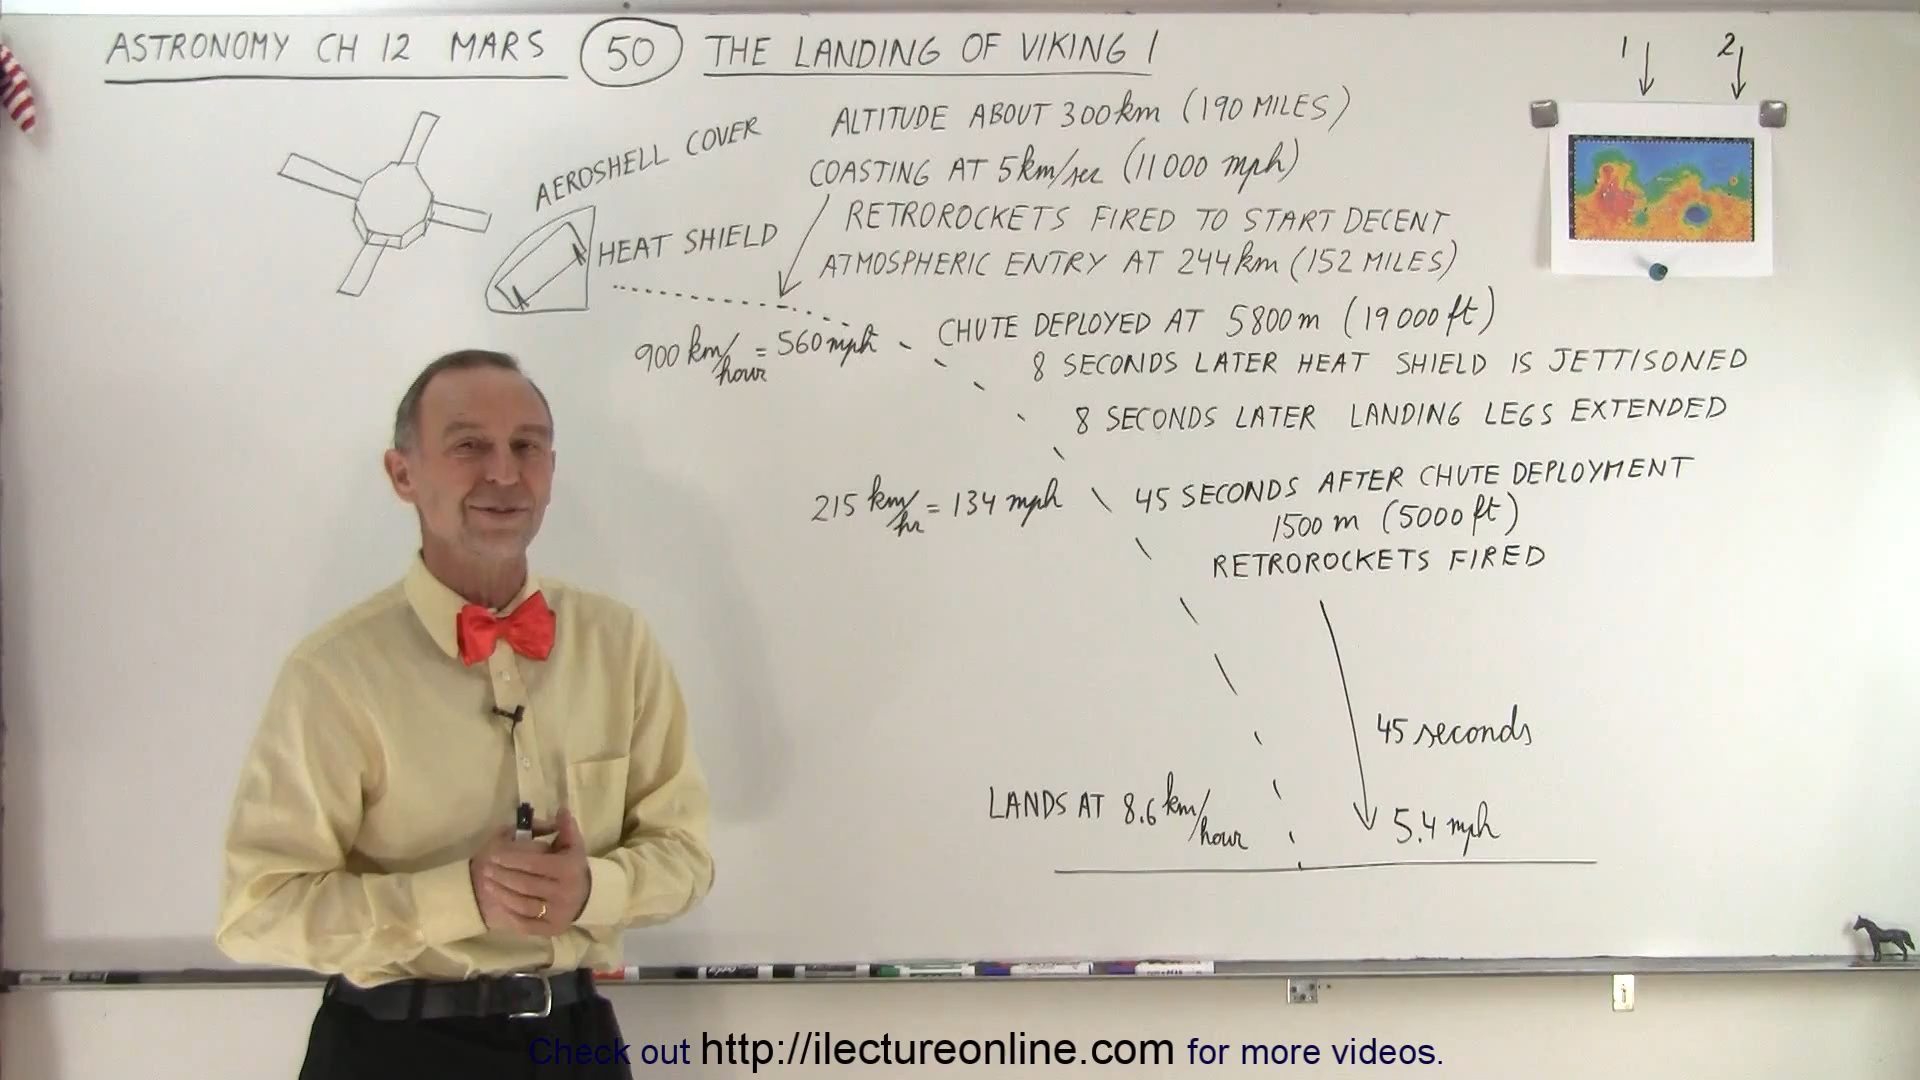 ASTRONOMY CH 12 MARS 50 THE LANDING OF VIKING 1
1 2
ALTITUDE ABOUT 300 km (190 MILES)
AEROSHELL COVER
COASTING AT 5 km/sec (11 000 mph)
HEAT SHIELD
RETROROCKETS FIRED TO START DECENT
ATMOSPHERIC ENTRY AT 244 km (152 MILES)
CHUTE DEPLOYED AT 5800 m (19 000 ft)
900 km/hour = 560 mph
8 SECONDS LATER HEAT SHIELD IS JETTISONED
8 SECONDS LATER LANDING LEGS EXTENDED
215 km/hr = 134 mph
45 SECONDS AFTER CHUTE DEPLOYMENT
1500 m (5000 ft)
RETROROCKETS FIRED
45 seconds
LANDS AT 8.6 km/hour
5.4 mph
Check out http://ilectureonline.com for more videos.